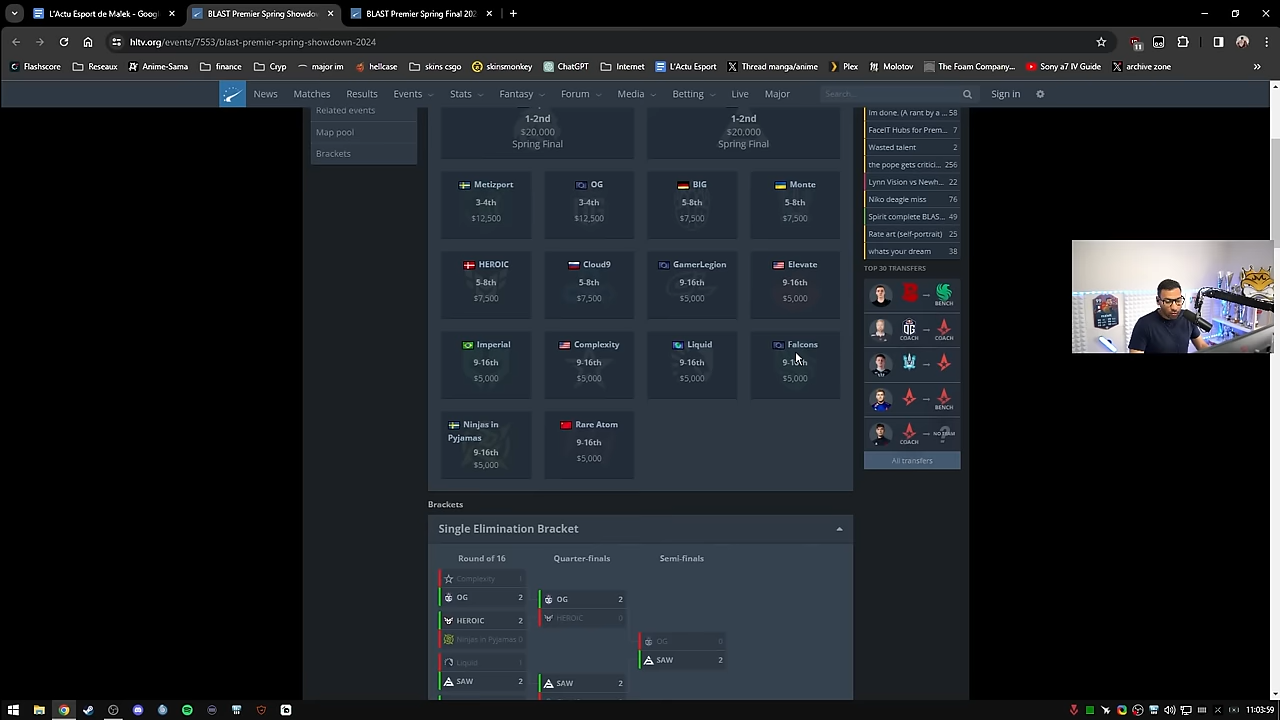 L'Actu Esport de Malek - Googl
BLAST Premier Spring Showdow
BLAST Premier Spring Final 202
hltv.org/events/7553/blast-premier-spring-showdown-2024
11
Flashscore
Reseaux
Anime-Sama
finance
Cryp
major im
hellcase
skins csgo
skinsmonkey
ChatGPT
Internet
L'Actu Esport
Thread manga/anime
Plex
Molotov
The Foam Company...
Sony a7 IV Guide
archive zone
News
Matches
Results
Events
Stats
Fantasy
Forum
Media
Betting
Live
Major
Search...
Sign in
Related events
Map pool
Brackets
1-2nd
$20,000
Spring Final
1-2nd
$20,000
Spring Final
Metizport
3-4th
$12,500
OG
3-4th
$12,500
BIG
5-8th
$7,500
Monte
5-8th
$7,500
HEROIC
5-8th
$7,500
Cloud9
5-8th
$7,500
GamerLegion
9-16th
$5,000
Elevate
9-16th
$5,000
Imperial
9-16th
$5,000
Complexity
9-16th
$5,000
Liquid
9-16th
$5,000
Falcons
9-16th
$5,000
Ninjas in
Pyjamas
9-16th
$5,000
Rare Atom
9-16th
$5,000
Im done. (A rant by a ... 58
FaceIT Hubs for Prem... 7
Wasted talent 2
the pope gets critici... 256
Lynn Vision vs Newh... 22
Niko deagle miss 76
Spirit complete BLAS... 49
Rate art (self-portrait) 25
whats your dream 38
TOP 30 TRANSFERS
BENCH
COACH
COACH
BENCH
COACH
NO TEAM
All transfers
Brackets
Single Elimination Bracket
Round of 16
Quarter-finals
Semi-finals
Complexity 1
OG 2
HEROIC 2
Ninjas in Pyjamas 0
Liquid 1
SAW 2
OG 2
HEROIC 0
SAW 2
OG 0
SAW 2
11:03:59